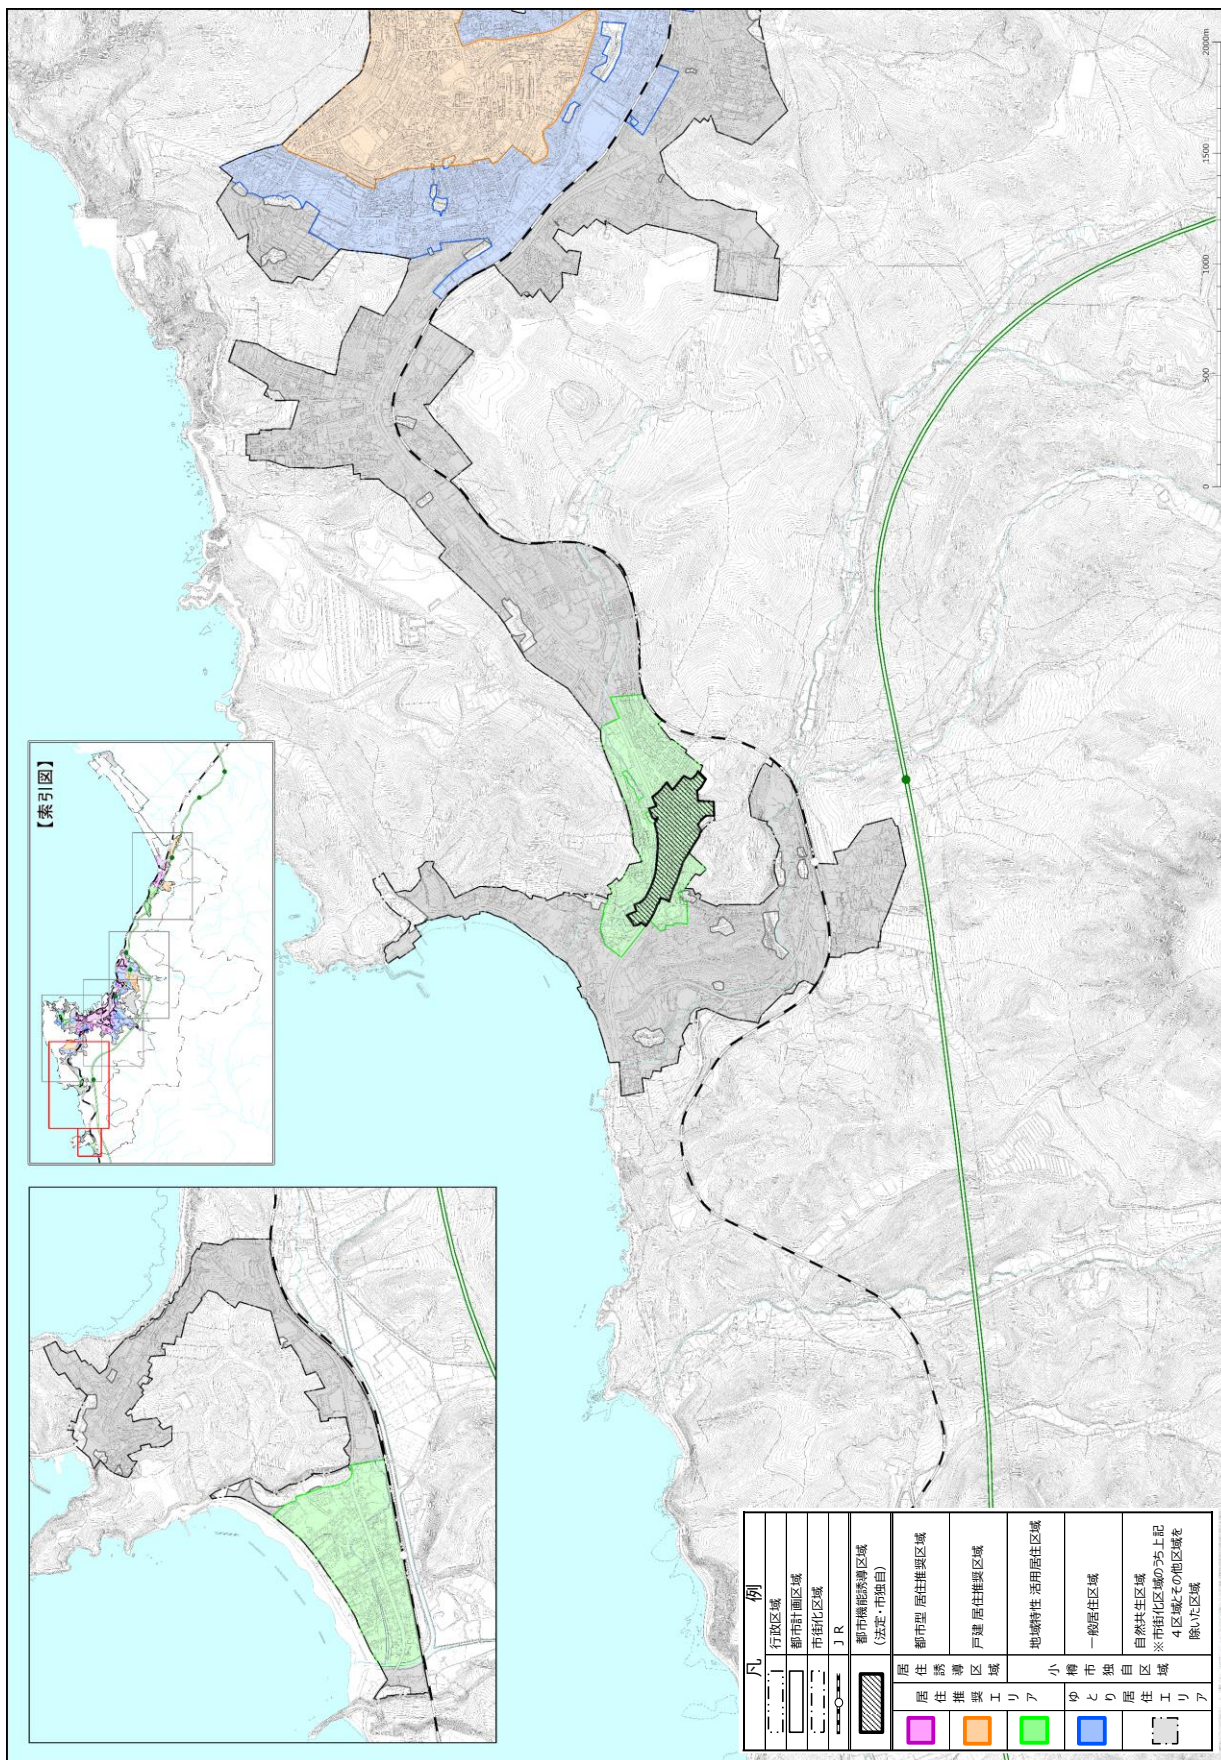 【索引図】
凡 例
行政区域
都市計画区域
市街化区域
J R
都市機能誘導区域
（法定・市独自）
居住推奨エリア
居住誘導区域
都市型 居住推奨区域
戸建 居住推奨区域
小樽市独自区域
地域特性 活用居住区域
ゆとり居住エリア
一般居住区域
自然共生区域
※市街化区域のうち上記
4区域とその他区域を
除いた区域
0 500 1000 1500 2000m